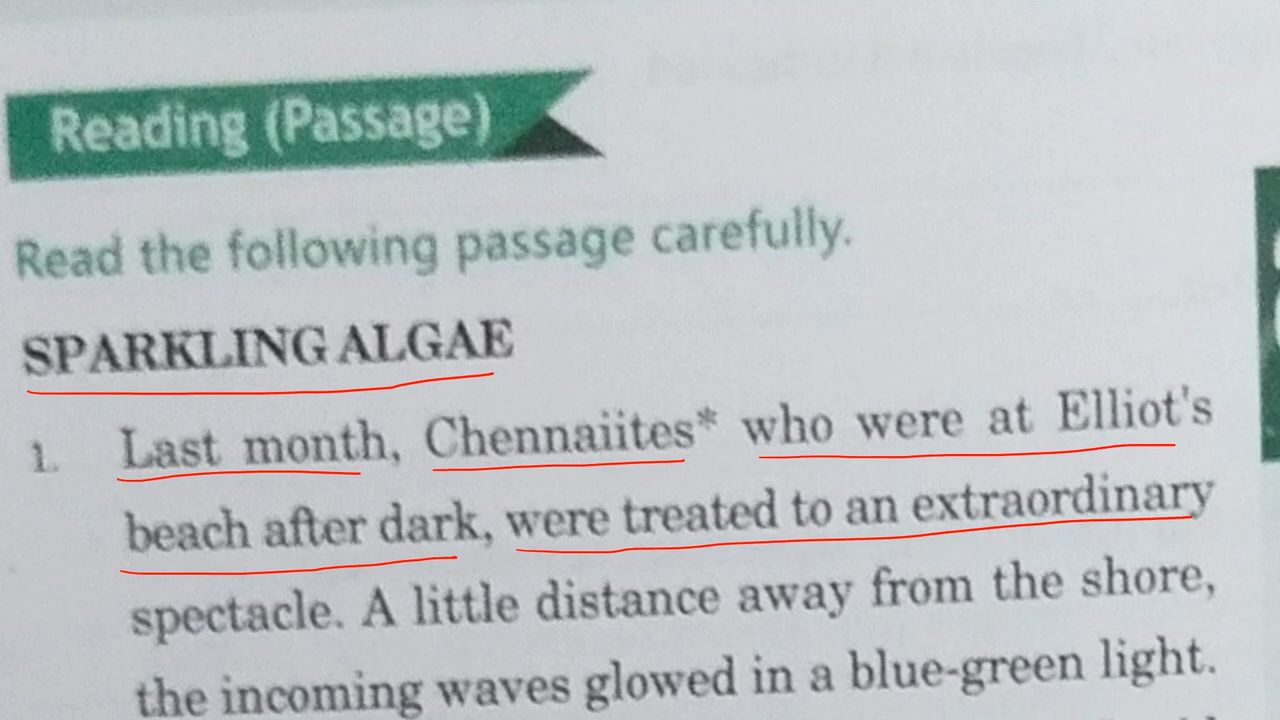 Reading (Passage)
Read the following passage carefully.
SPARKLING ALGAE
1. Last month, Chennaiites* who were at Elliot's
beach after dark, were treated to an extraordinary
spectacle. A little distance away from the shore,
the incoming waves glowed in a blue-green light.